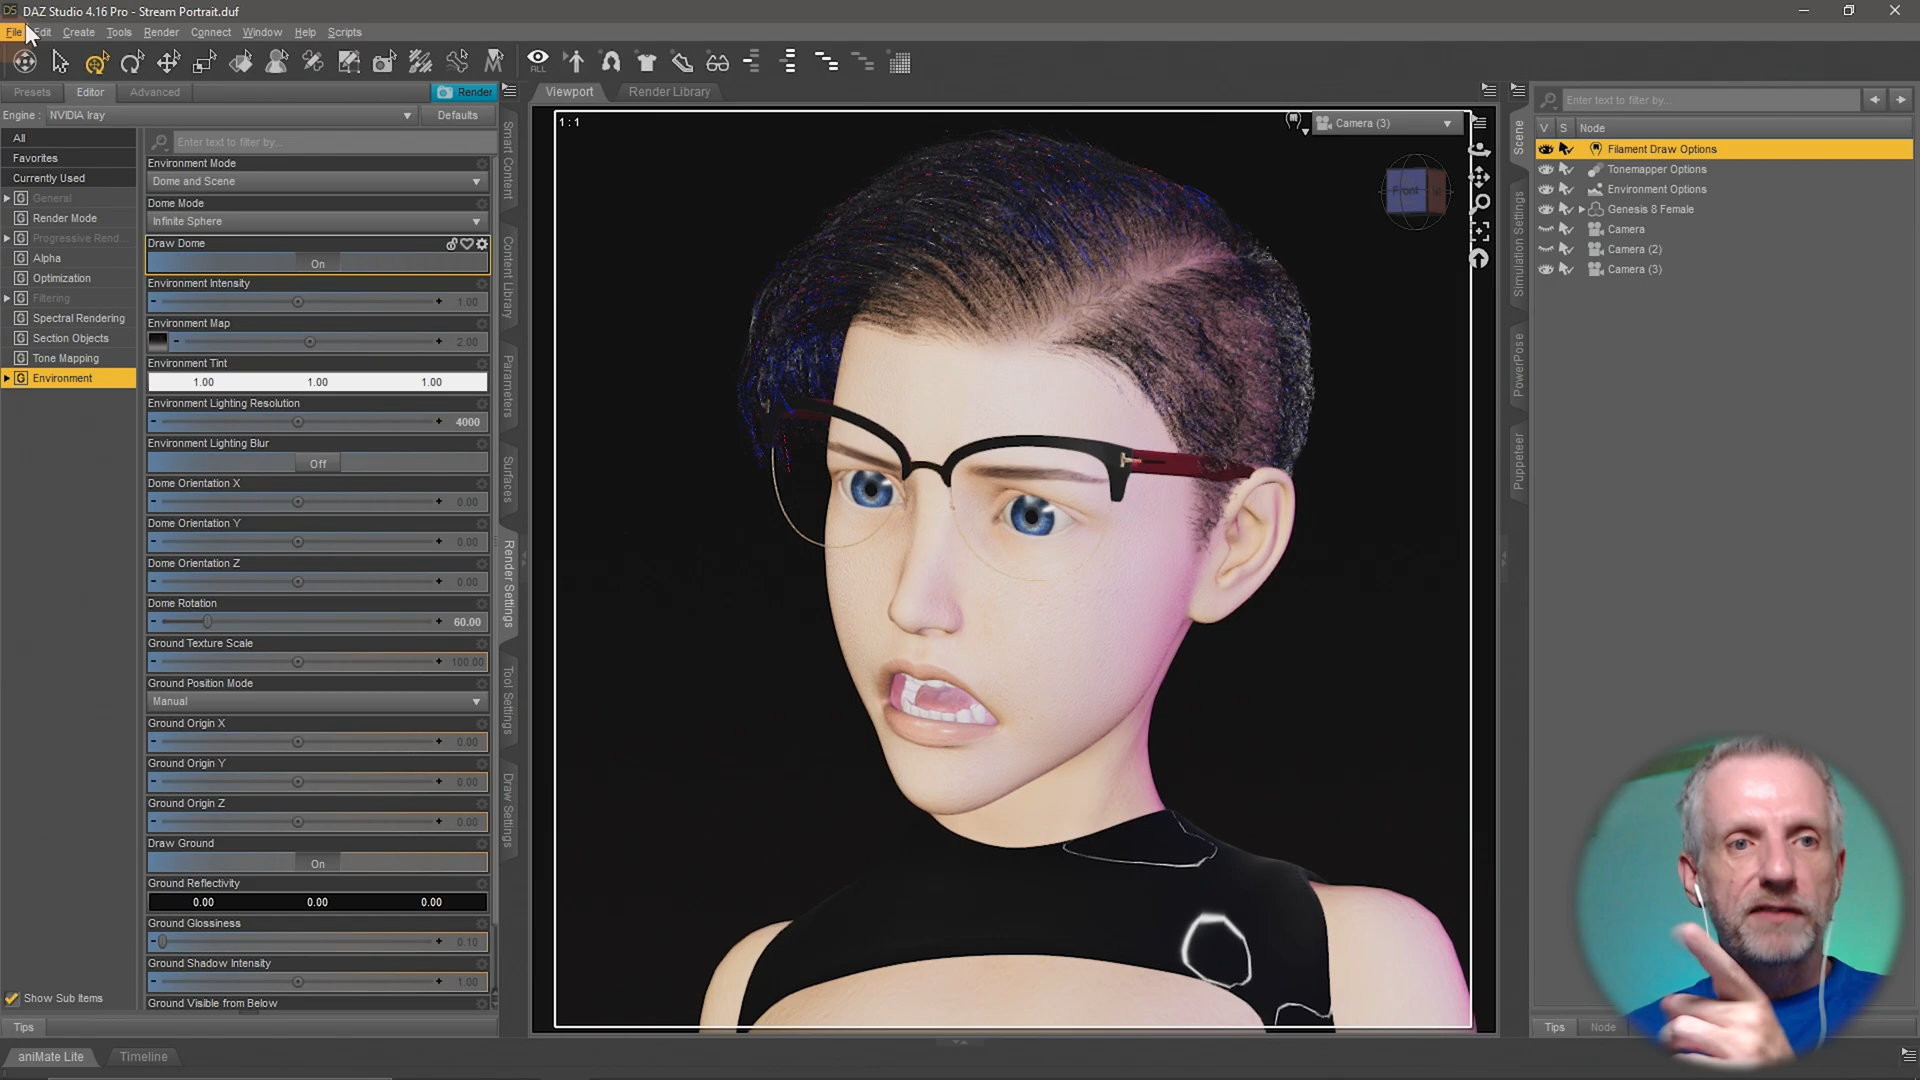 DAZ Studio 4.16 Pro - Stream Portrait.duf
File Edit Create Tools Render Connect Window Help Scripts
ALL
Presets Editor Advanced Render
Engine : NVIDIA Iray Defaults
All
Favorites
Currently Used
General
Render Mode
Progressive Rend...
Alpha
Optimization
Filtering
Spectral Rendering
Section Objects
Tone Mapping
Environment
Show Sub Items
Tips
Enter text to filter by...
Environment Mode
Dome and Scene
Dome Mode
Infinite Sphere
Draw Dome
On
Environment Intensity
1.00
Environment Map
2.00
Environment Tint
1.00 1.00 1.00
Environment Lighting Resolution
4000
Environment Lighting Blur
Off
Dome Orientation X
0.00
Dome Orientation Y
0.00
Dome Orientation Z
0.00
Dome Rotation
60.00
Ground Texture Scale
100.00
Ground Position Mode
Manual
Ground Origin X
0.00
Ground Origin Y
0.00
Ground Origin Z
0.00
Draw Ground
On
Ground Reflectivity
0.00 0.00 0.00
Ground Glossiness
0.10
Ground Shadow Intensity
1.00
Ground Visible from Below
Smart Content
Content Library
Parameters
Surfaces
Render Settings
Tool Settings
Draw Settings
Viewport Render Library
1 : 1
Camera (3)
Front
Scene
Simulation Settings
PowerPose
Puppeteer
Enter text to filter by...
V S Node
Filament Draw Options
Tonemapper Options
Environment Options
Genesis 8 Female
Camera
Camera (2)
Camera (3)
Tips Node
aniMate Lite Timeline